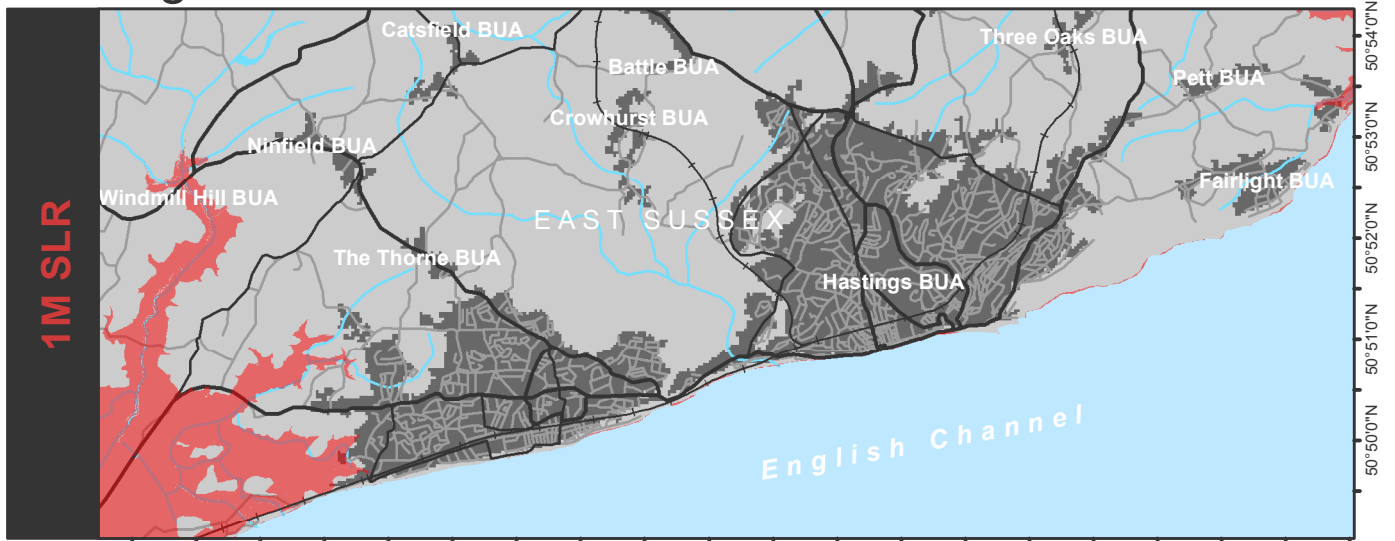 Catsfield BUA
Three Oaks BUA
Battle BUA
Pett BUA
Crowhurst BUA
Ninfield BUA
Fairlight BUA
Windmill Hill BUA
EAST SUSSEX
The Thorne BUA
Hastings BUA
English Channel
1M SLR
50°54'0"N
50°53'0"N
50°52'0"N
50°51'0"N
50°50'0"N